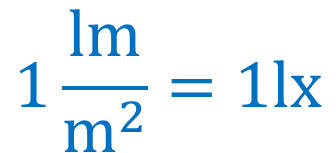 1 lm/m² = 1lx